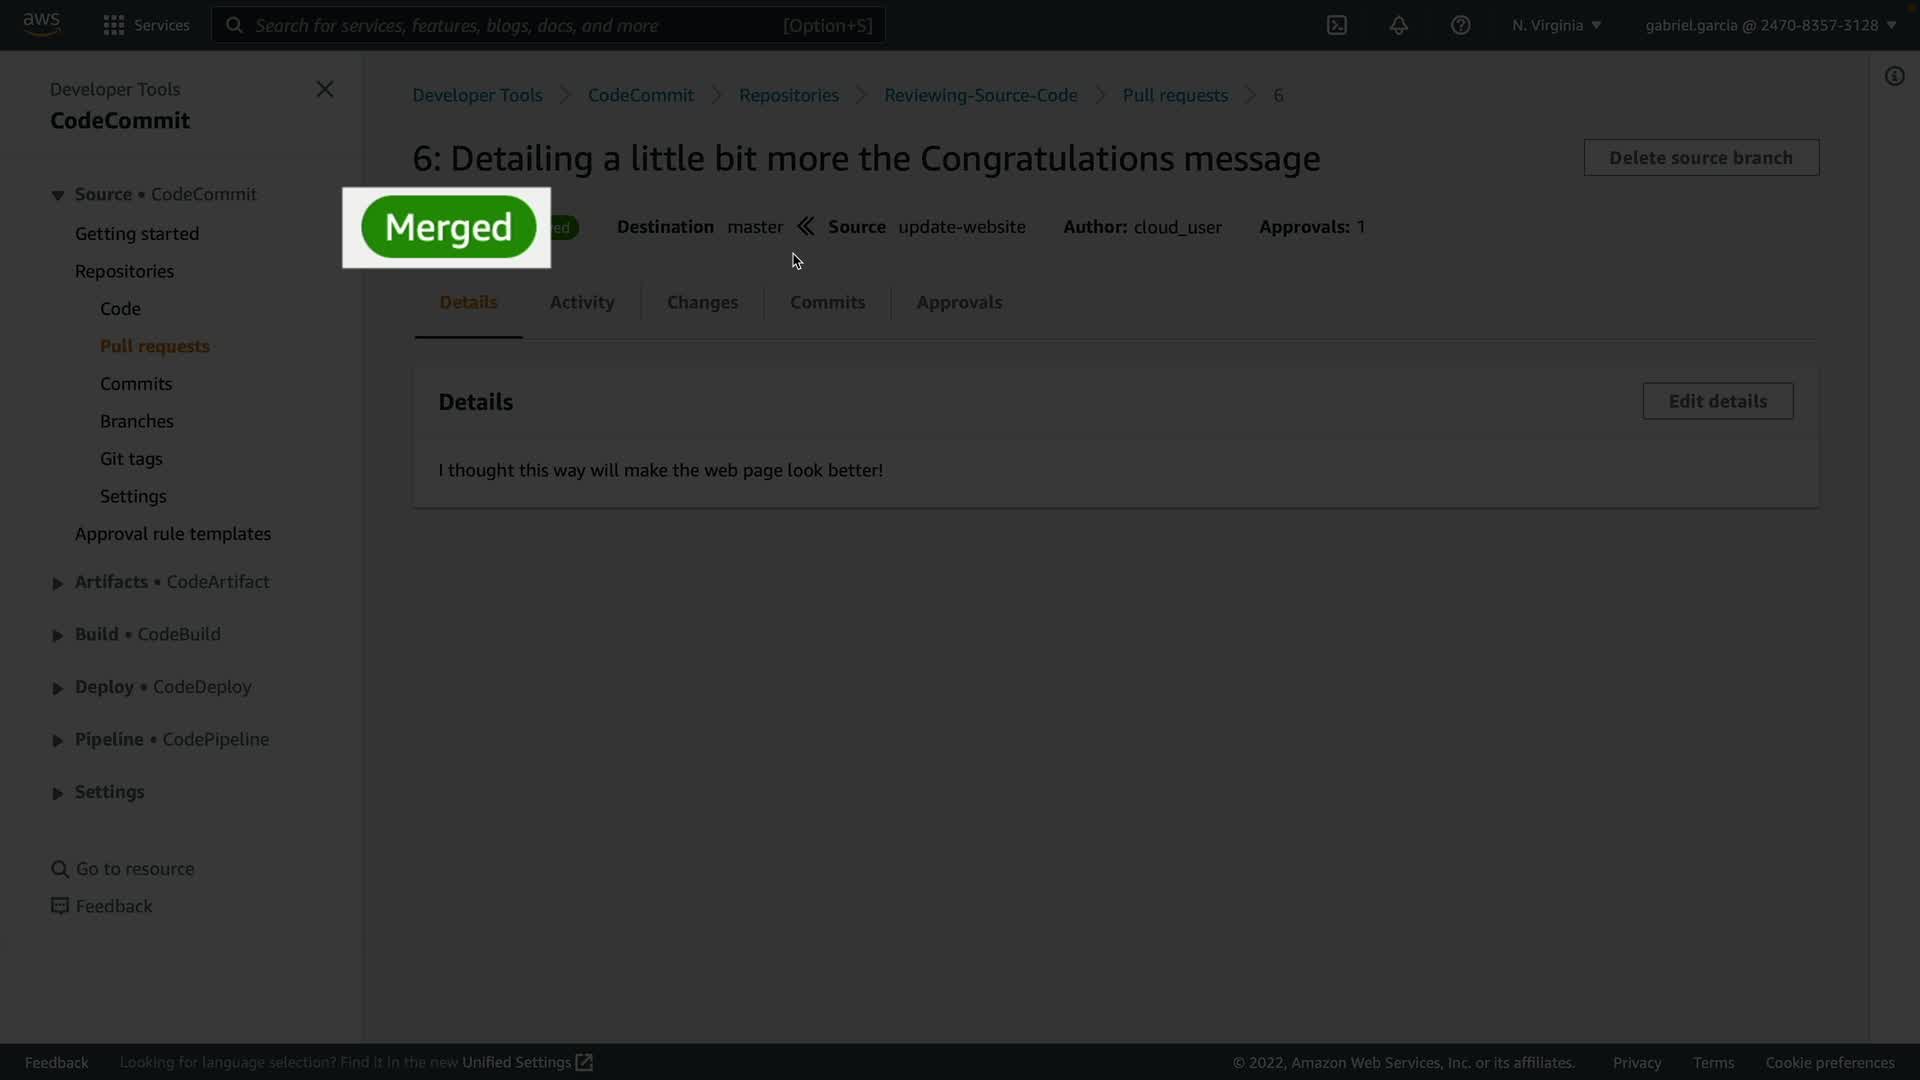 aws
Services
Search for services, features, blogs, docs, and more
[Option+S]
N. Virginia
gabriel.garcia @ 2470-8357-3128
Developer Tools
CodeCommit
Source • CodeCommit
Getting started
Repositories
Code
Pull requests
Commits
Branches
Git tags
Settings
Approval rule templates
Artifacts • CodeArtifact
Build • CodeBuild
Deploy • CodeDeploy
Pipeline • CodePipeline
Settings
Go to resource
Feedback
Developer Tools CodeCommit Repositories Reviewing-Source-Code Pull requests 6
6: Detailing a little bit more the Congratulations message
Delete source branch
Merged
Destination master Source update-website Author: cloud_user Approvals: 1
Details Activity Changes Commits Approvals
Details
Edit details
I thought this way will make the web page look better!
Feedback Looking for language selection? Find it in the new Unified Settings
© 2022, Amazon Web Services, Inc. or its affiliates. Privacy Terms Cookie preferences